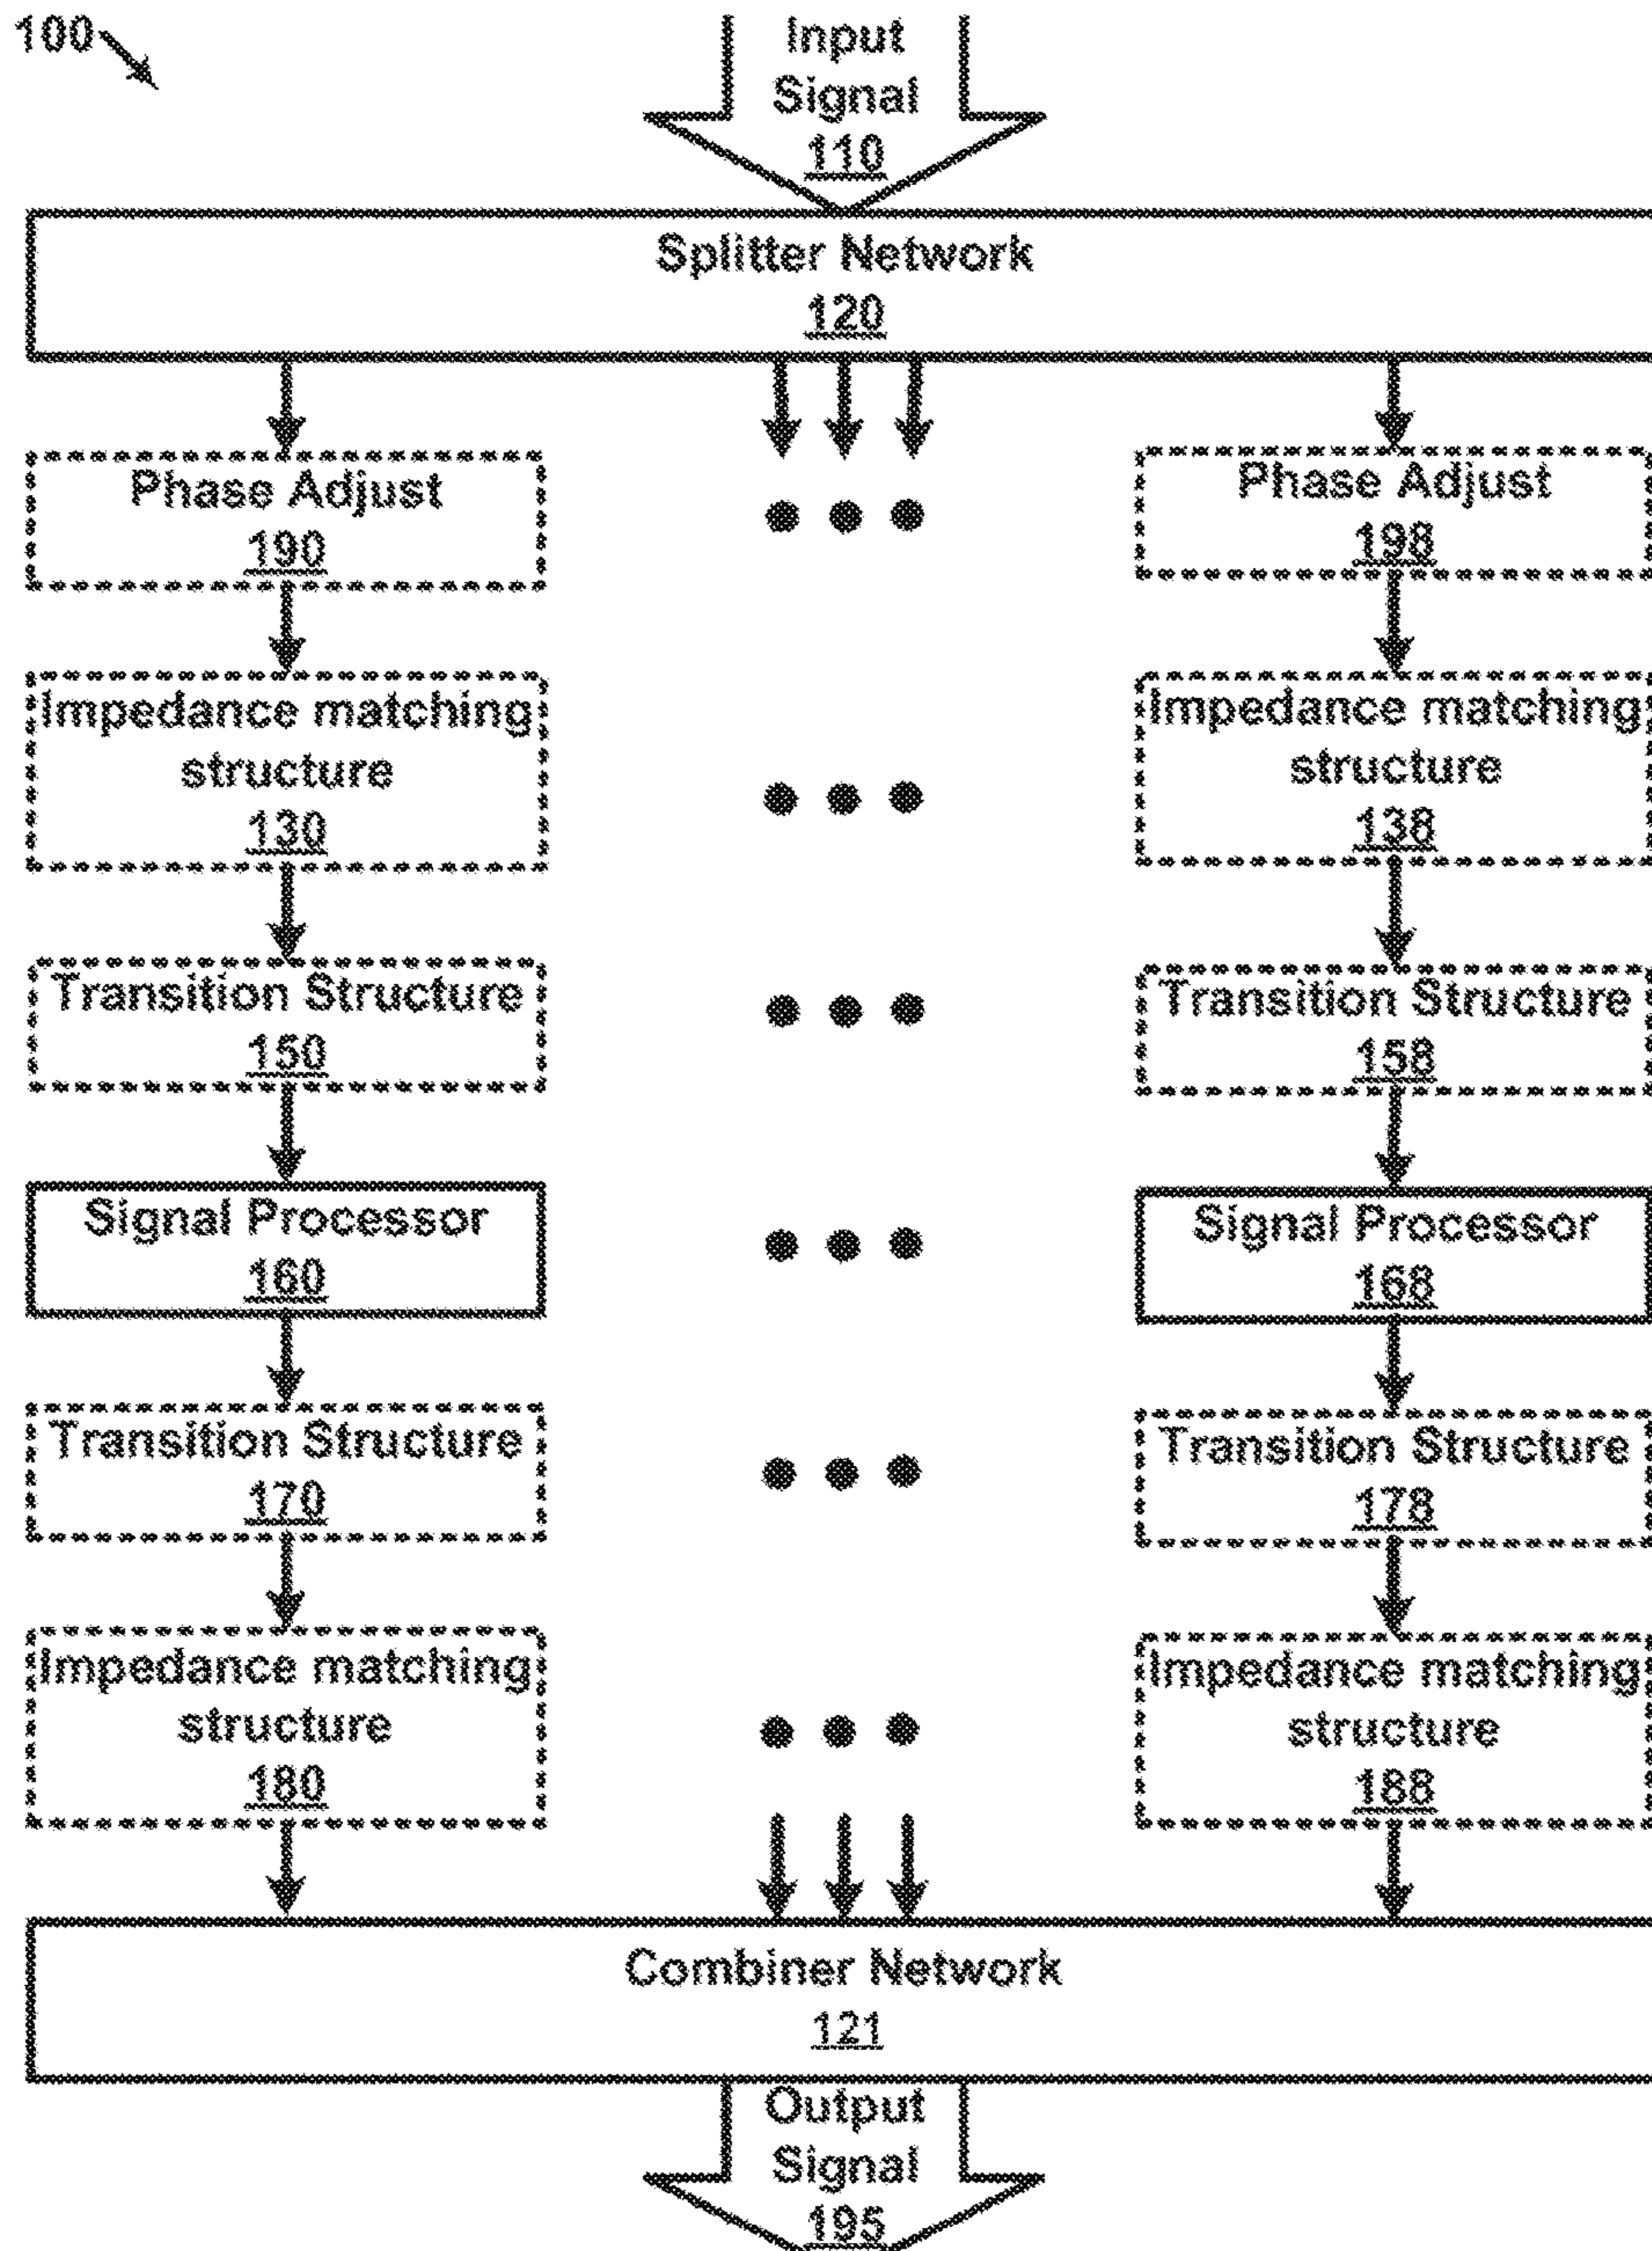 100
Input
Signal
110
Splitter Network
120
Phase Adjust
190
Phase Adjust
198
Impedance matching
structure
130
Impedance matching
structure
138
Transition Structure
150
Transition Structure
158
Signal Processor
160
Signal Processor
168
Transition Structure
170
Transition Structure
178
Impedance matching
structure
180
Impedance matching
structure
188
Combiner Network
121
Output
Signal
195